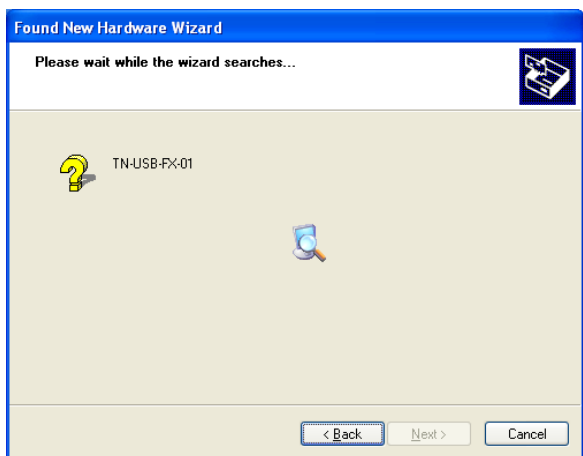 Found New Hardware Wizard
Please wait while the wizard searches...
TN-USB-FX-01
< Back
Next >
Cancel